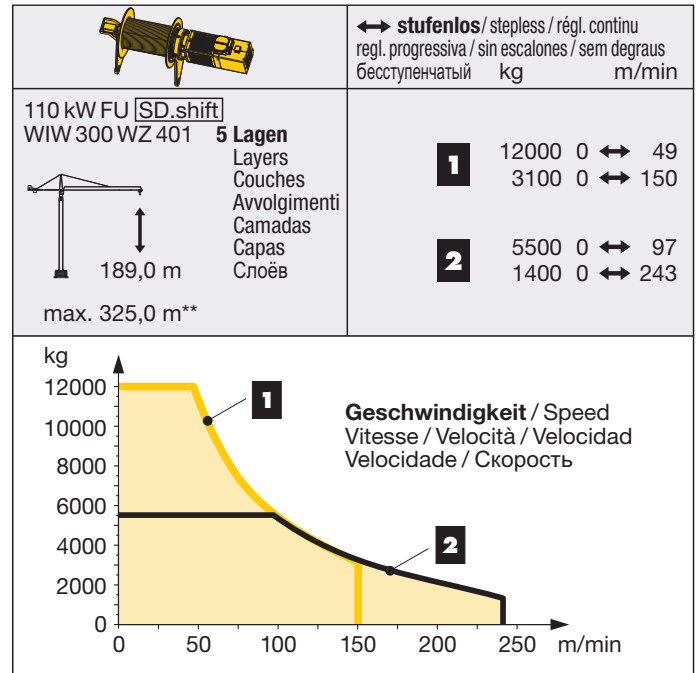 ↔ stufenlos / stepless / régl. continu
regl. progressiva / sin escalones / sem degraus
бесступенчатый kg m/min
110 kW FU SD.shift
WIW 300 WZ 401 5 Lagen
Layers
Couches
Avvolgimenti
Camadas
Capas
Слоёв
189,0 m
max. 325,0 m**
1 12000 0 ↔ 49
3100 0 ↔ 150
2 5500 0 ↔ 97
1400 0 ↔ 243
kg
12000
10000
8000
6000
4000
2000
0
1
2
Geschwindigkeit / Speed
Vitesse / Velocità / Velocidad
Velocidade / Скорость
0 50 100 150 200 250 m/min